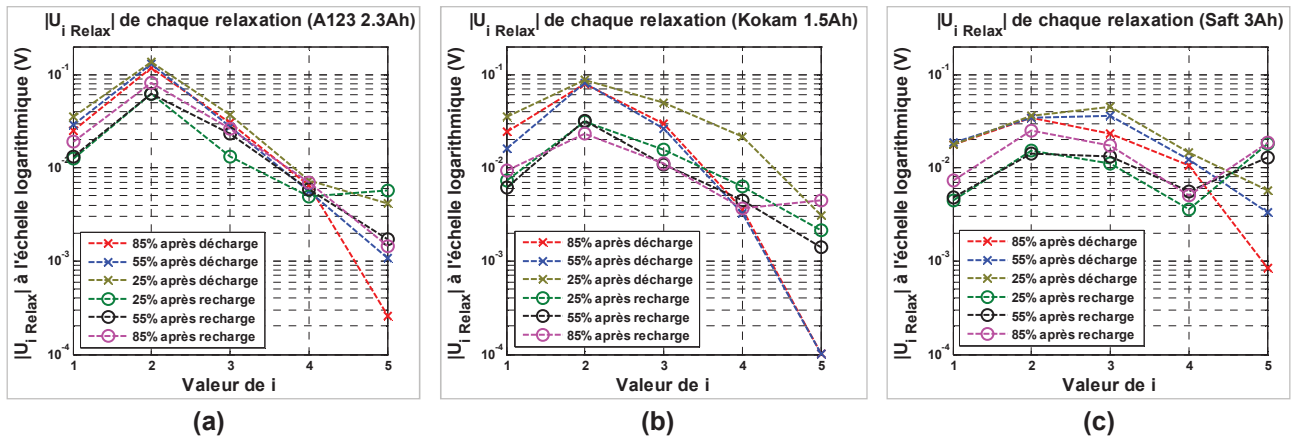 |U i Relax| de chaque relaxation (A123 2.3Ah)
|U i Relax| à l'échelle logarithmique (V)
10-1
10-2
10-3
10-4
85% après décharge
55% après décharge
25% après décharge
25% après recharge
55% après recharge
85% après recharge
1 2 3 4 5
Valeur de i
(a)
|U i Relax| de chaque relaxation (Kokam 1.5Ah)
|U i Relax| à l'échelle logarithmique (V)
10-1
10-2
10-3
10-4
85% après décharge
55% après décharge
25% après décharge
25% après recharge
55% après recharge
85% après recharge
1 2 3 4 5
Valeur de i
(b)
|U i Relax| de chaque relaxation (Saft 3Ah)
|U i Relax| à l'échelle logarithmique (V)
10-1
10-2
10-3
10-4
85% après décharge
55% après décharge
25% après décharge
25% après recharge
55% après recharge
85% après recharge
1 2 3 4 5
Valeur de i
(c)